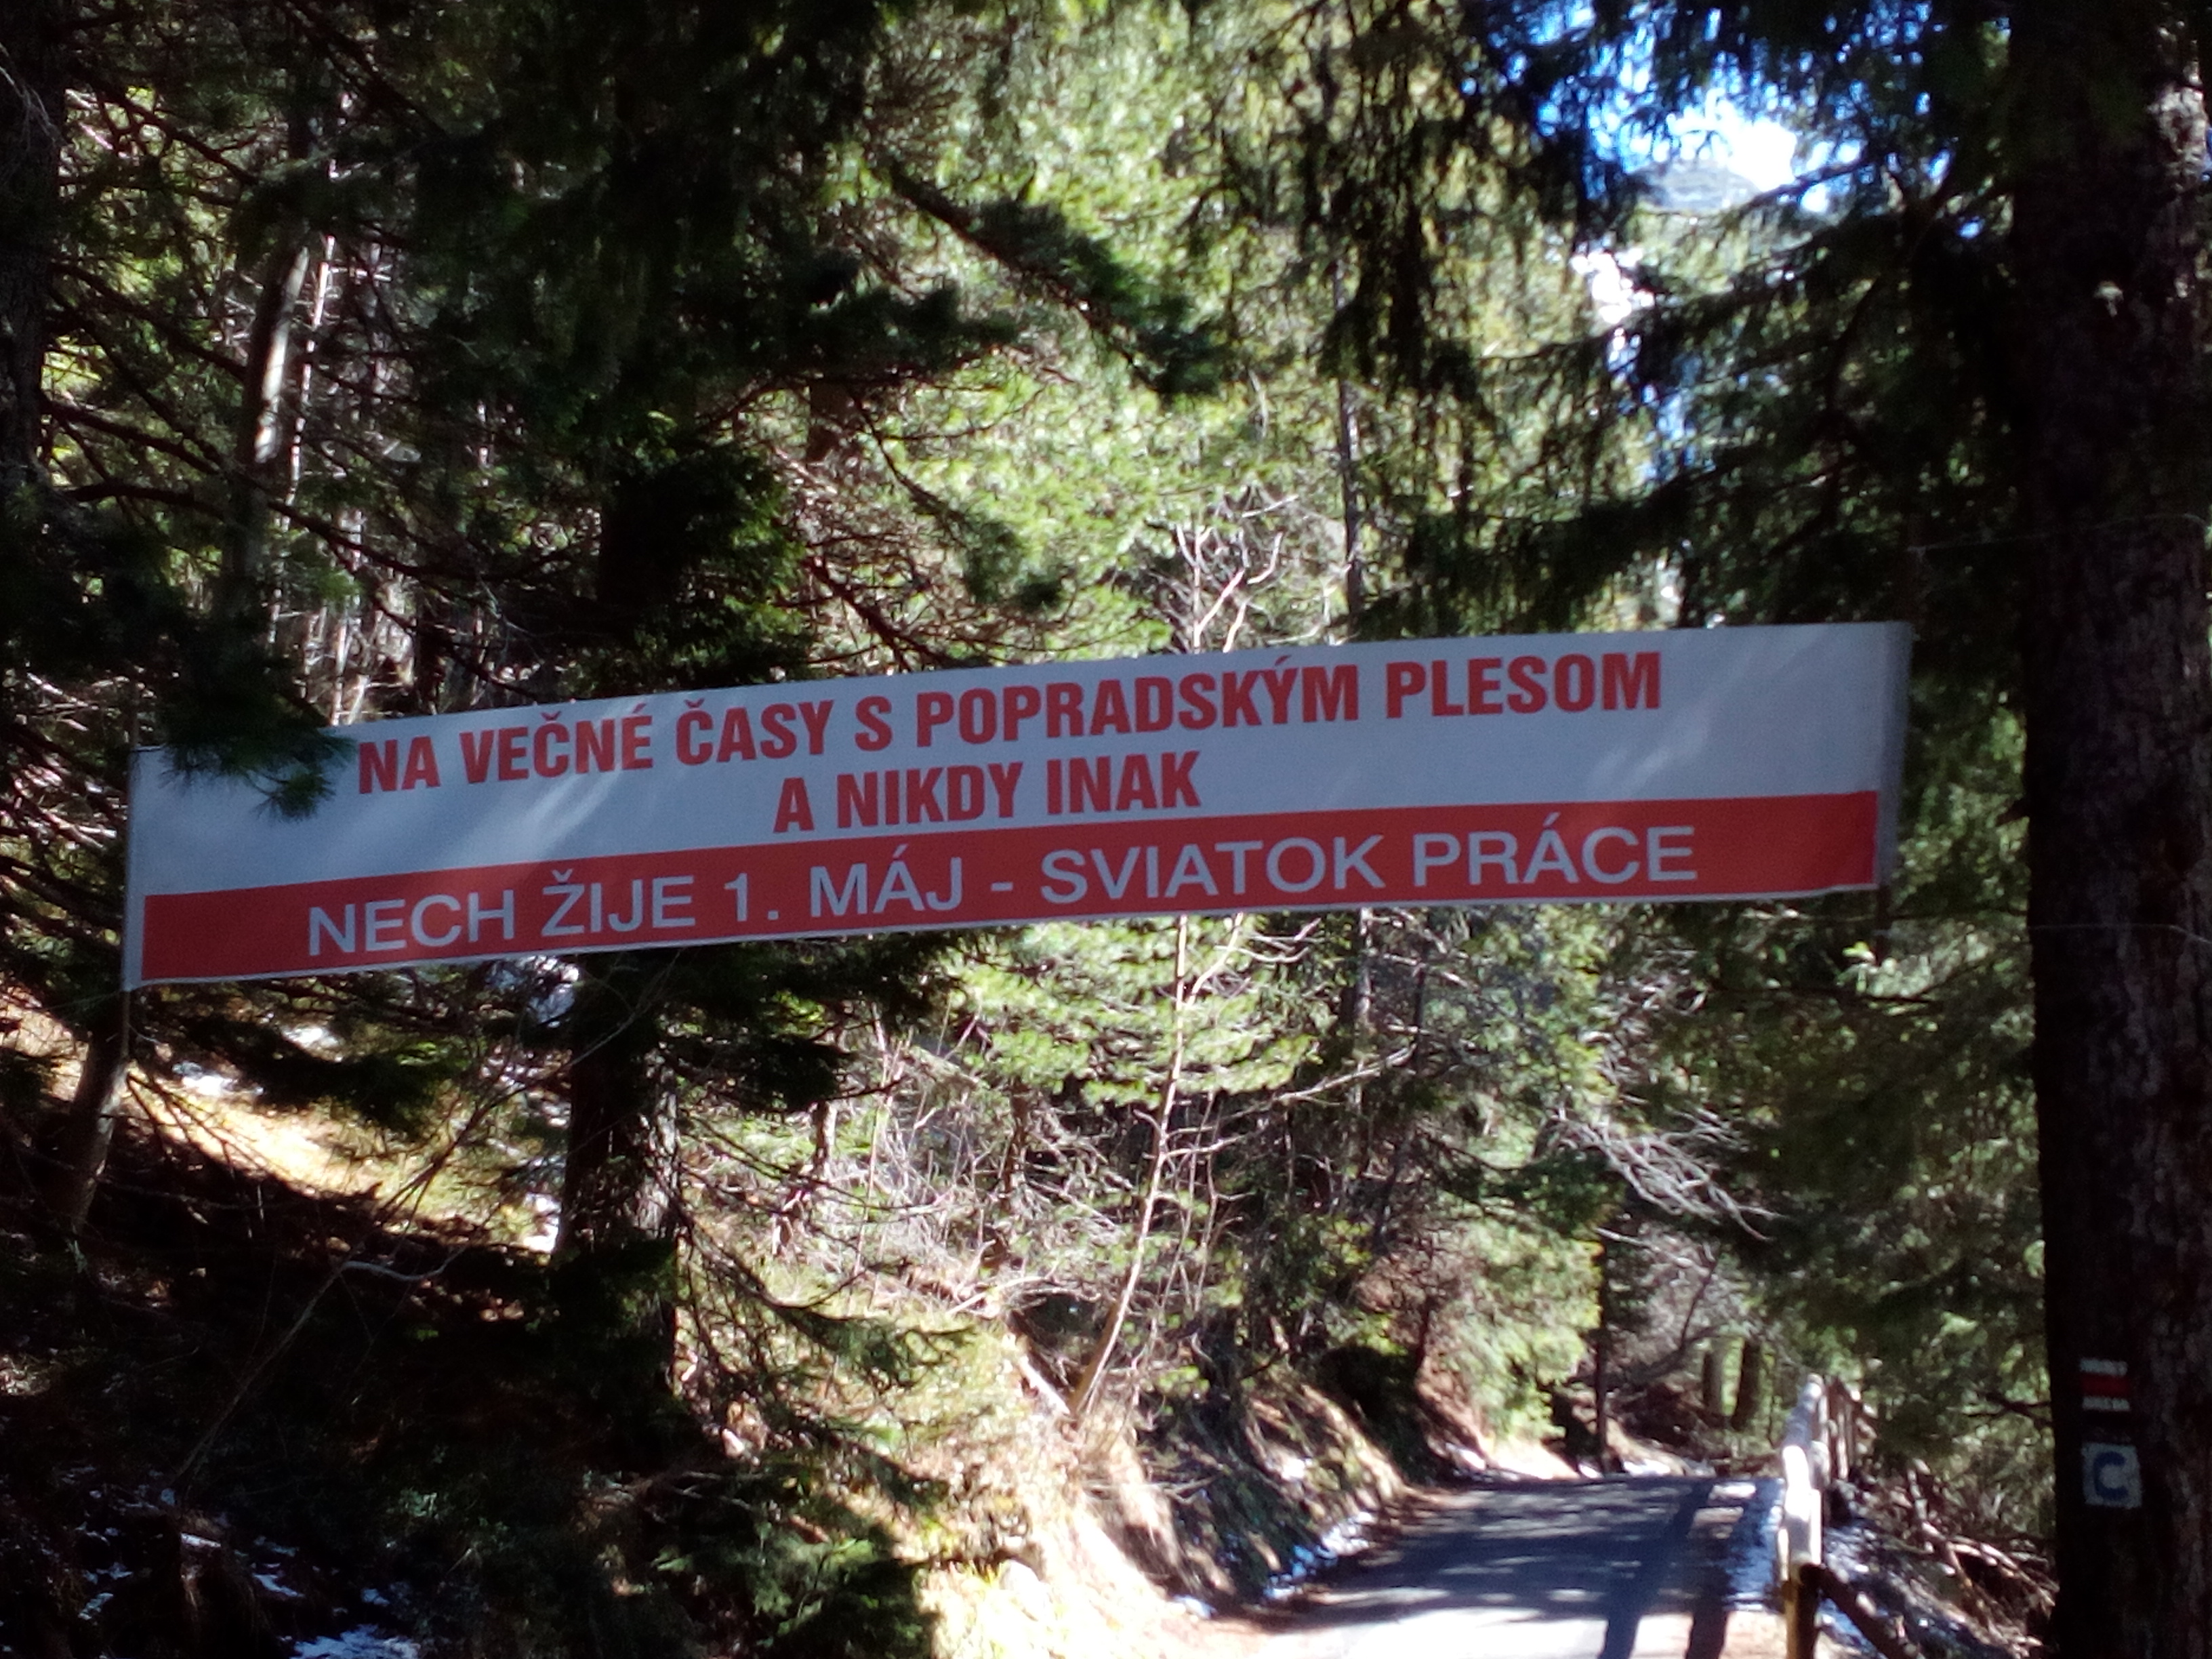 NA VEČNÉ ČASY S POPRADSKÝM PLESOM
A NIKDY INAK
NECH ŽIJE 1. MÁJ - SVIATOK PRÁCE
C